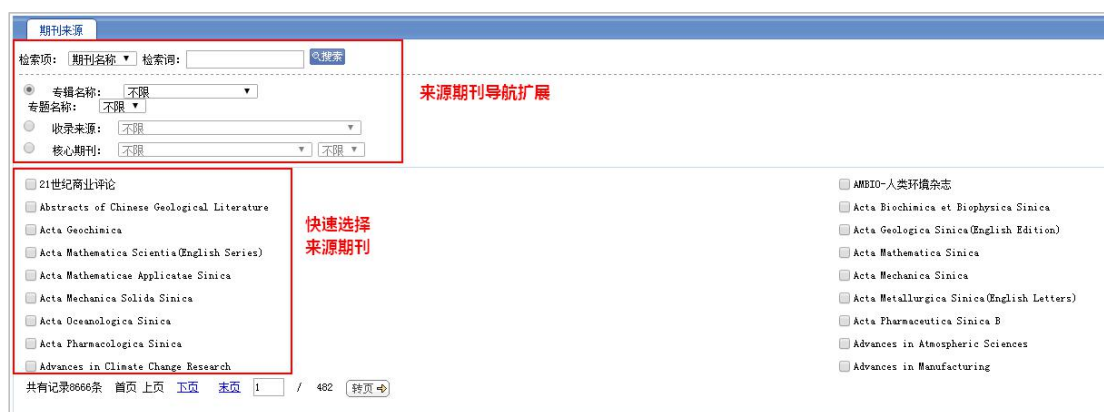 期刊来源
检索项： 期刊名称 检索词： 搜索
专辑名称： 不限
来源期刊导航扩展
专题名称： 不限
收录来源： 不限
核心期刊： 不限 不限
21世纪商业评论 AMBIO-人类环境杂志
Abstracts of Chinese Geological Literature Acta Biochimica et Biophysica Sinica
快速选择
Acta Geochimica Acta Geologica Sinica(English Edition)
来源期刊
Acta Mathematica Scientia(English Series) Acta Mathematica Sinica
Acta Mathematicae Applicatae Sinica Acta Mechanica Sinica
Acta Mechanica Solida Sinica Acta Metallurgica Sinica(English Letters)
Acta Oceanologica Sinica Acta Pharmaceutica Sinica B
Acta Pharmacologica Sinica Advances in Atmospheric Sciences
Advances in Climate Change Research Advances in Manufacturing
共有记录8666条 首页 上页 下页 末页 1 / 482 转页